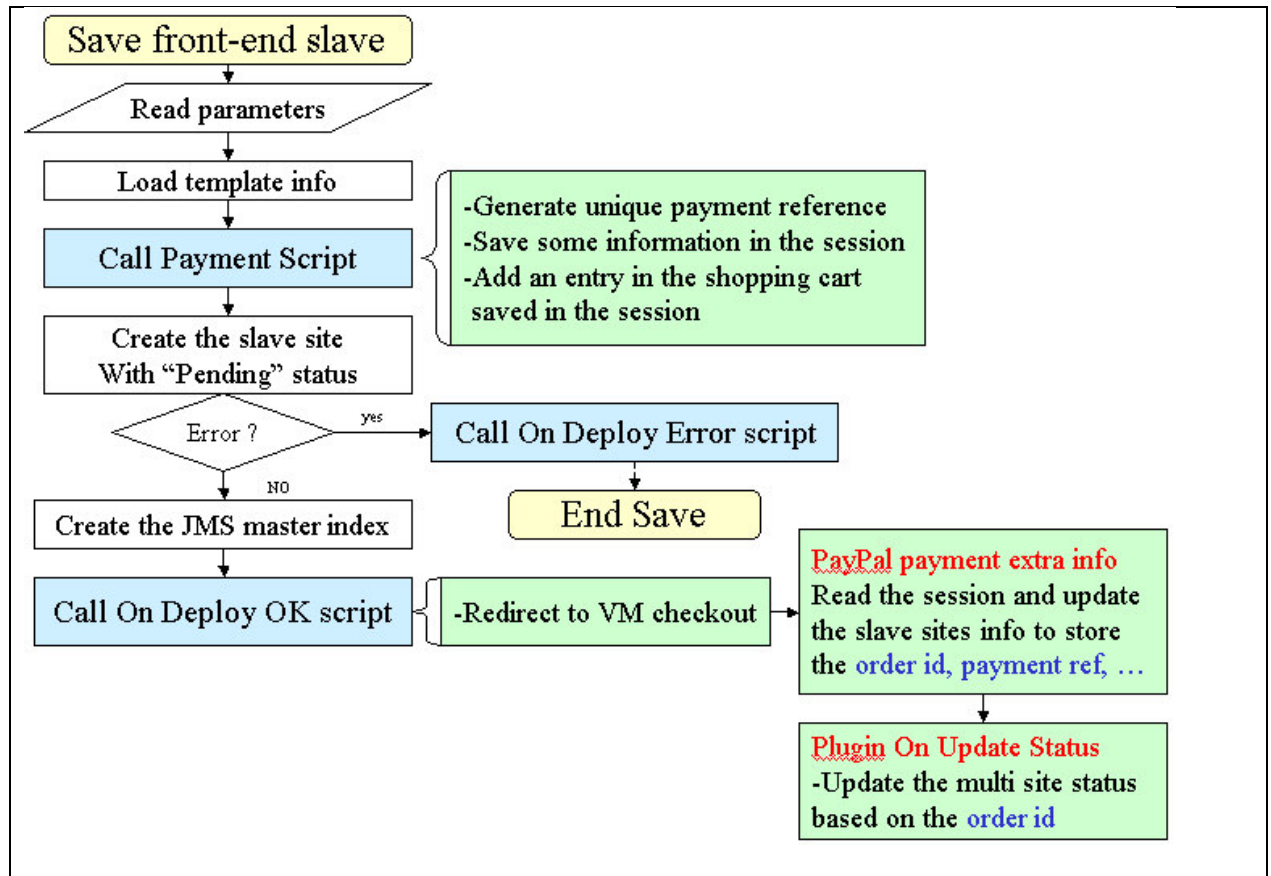 Save front-end slave
Read parameters
Load template info
Call Payment Script
-Generate unique payment reference
-Save some information in the session
-Add an entry in the shopping cart
saved in the session
Create the slave site
With “Pending” status
Error ?
yes
Call On Deploy Error script
NO
End Save
Create the JMS master index
Call On Deploy OK script
-Redirect to VM checkout
PayPal payment extra info
Read the session and update
the slave sites info to store
the order id, payment ref, …
Plugin On Update Status
-Update the multi site status
based on the order id